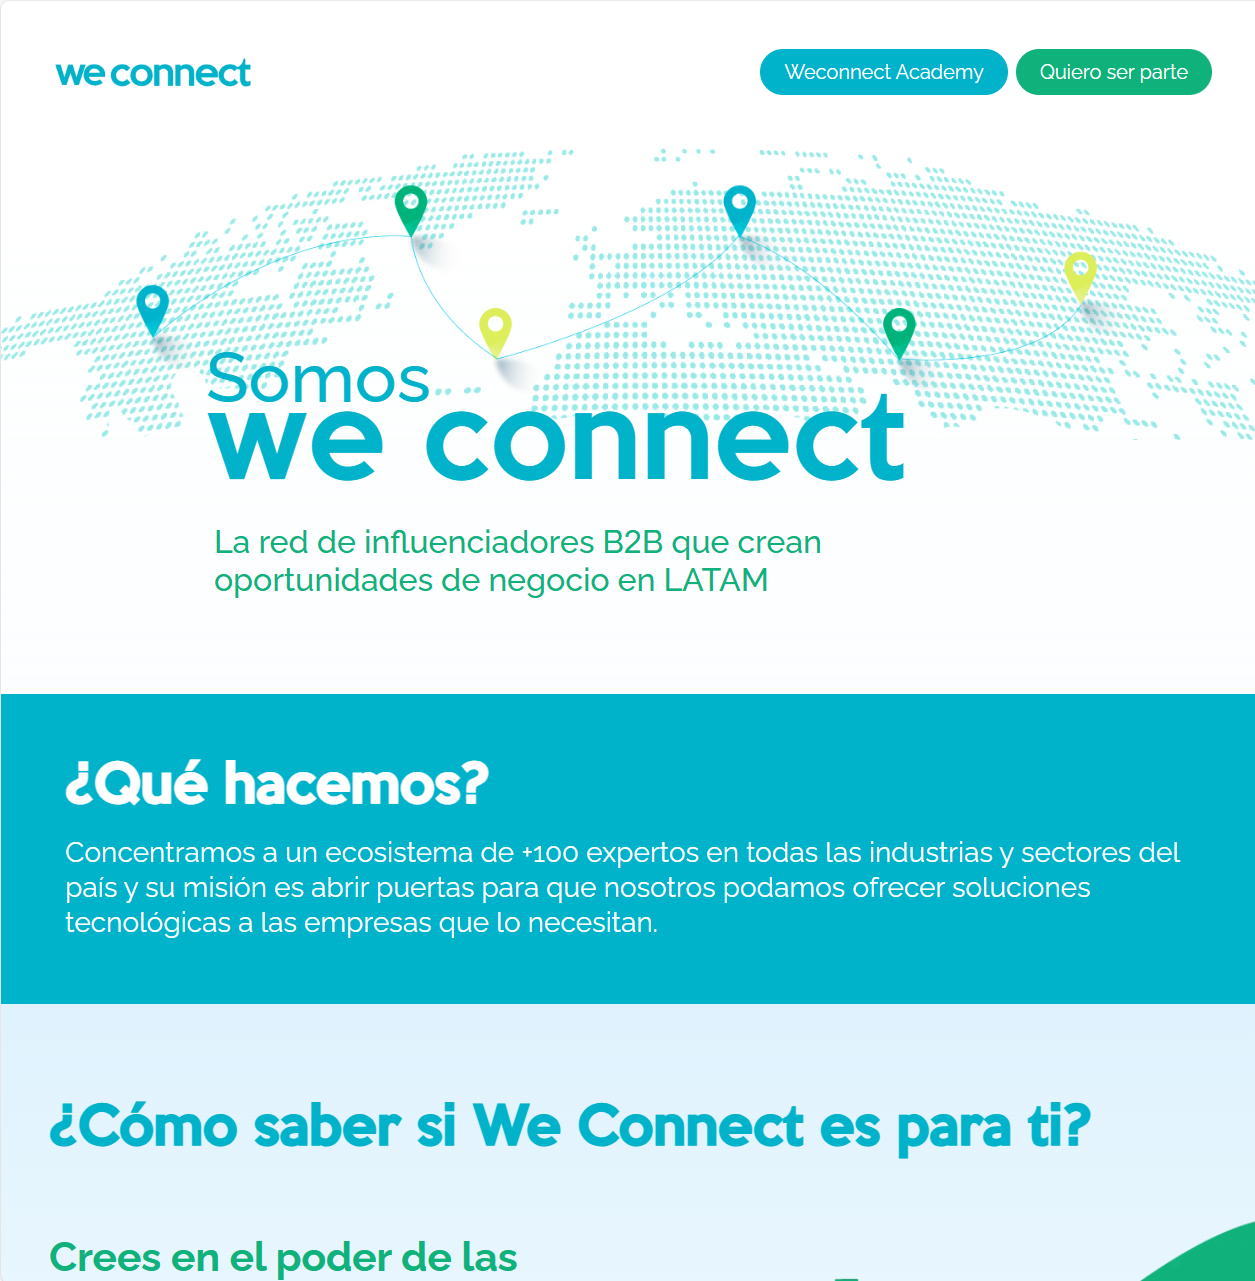 we connect
Weconnect Academy
Quiero ser parte
Somos
we connect
La red de influenciadores B2B que crean
oportunidades de negocio en LATAM
¿Qué hacemos?
Concentramos a un ecosistema de +100 expertos en todas las industrias y sectores del
país y su misión es abrir puertas para que nosotros podamos ofrecer soluciones
tecnológicas a las empresas que lo necesitan.
¿Cómo saber si We Connect es para ti?
Crees en el poder de las